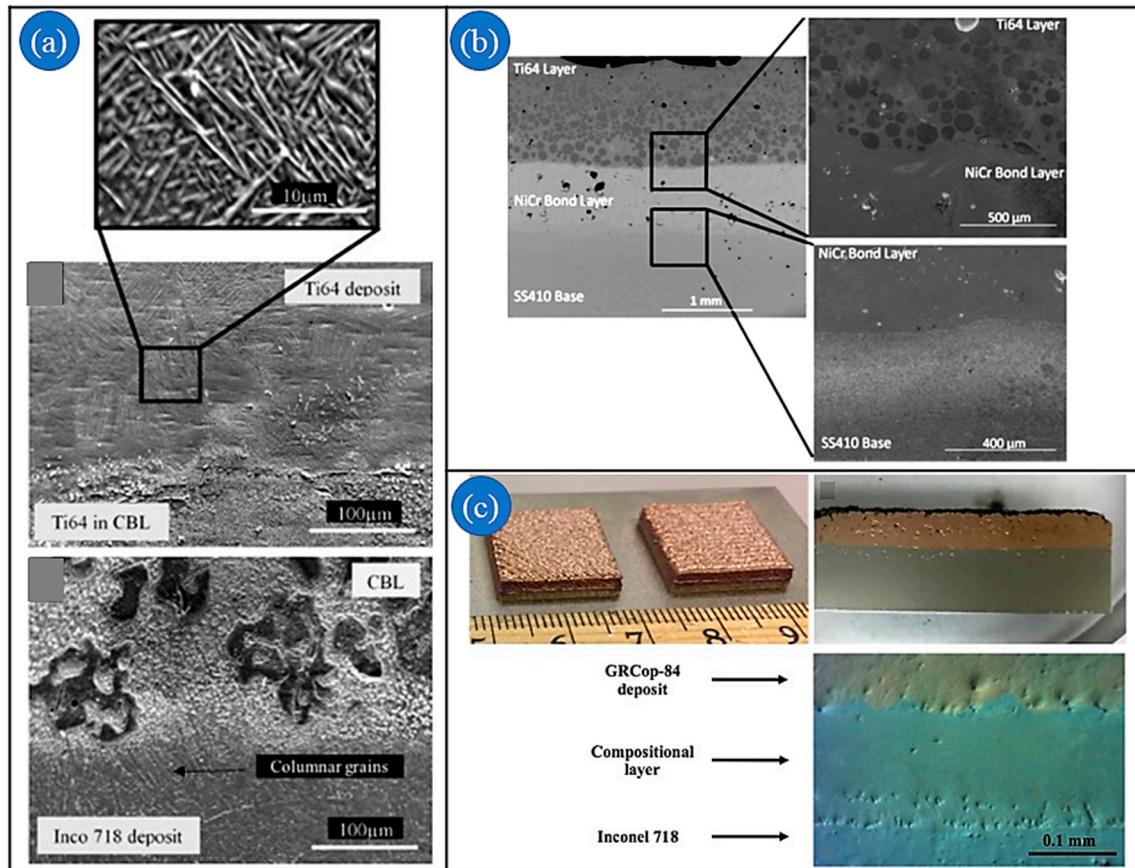 (a)
10μm
Ti64 deposit
100μm
Ti64 in CBL
CBL
Columnar grains
Inco 718 deposit
100μm
(b)
Ti64 Layer
NiCr Bond Layer
SS410 Base
1 mm
Ti64 Layer
NiCr Bond Layer
500 μm
NiCr Bond Layer
SS410 Base
400 μm
(c)
5 6 7 8 9
GRCop-84
deposit
Compositional
layer
Inconel 718
0.1 mm